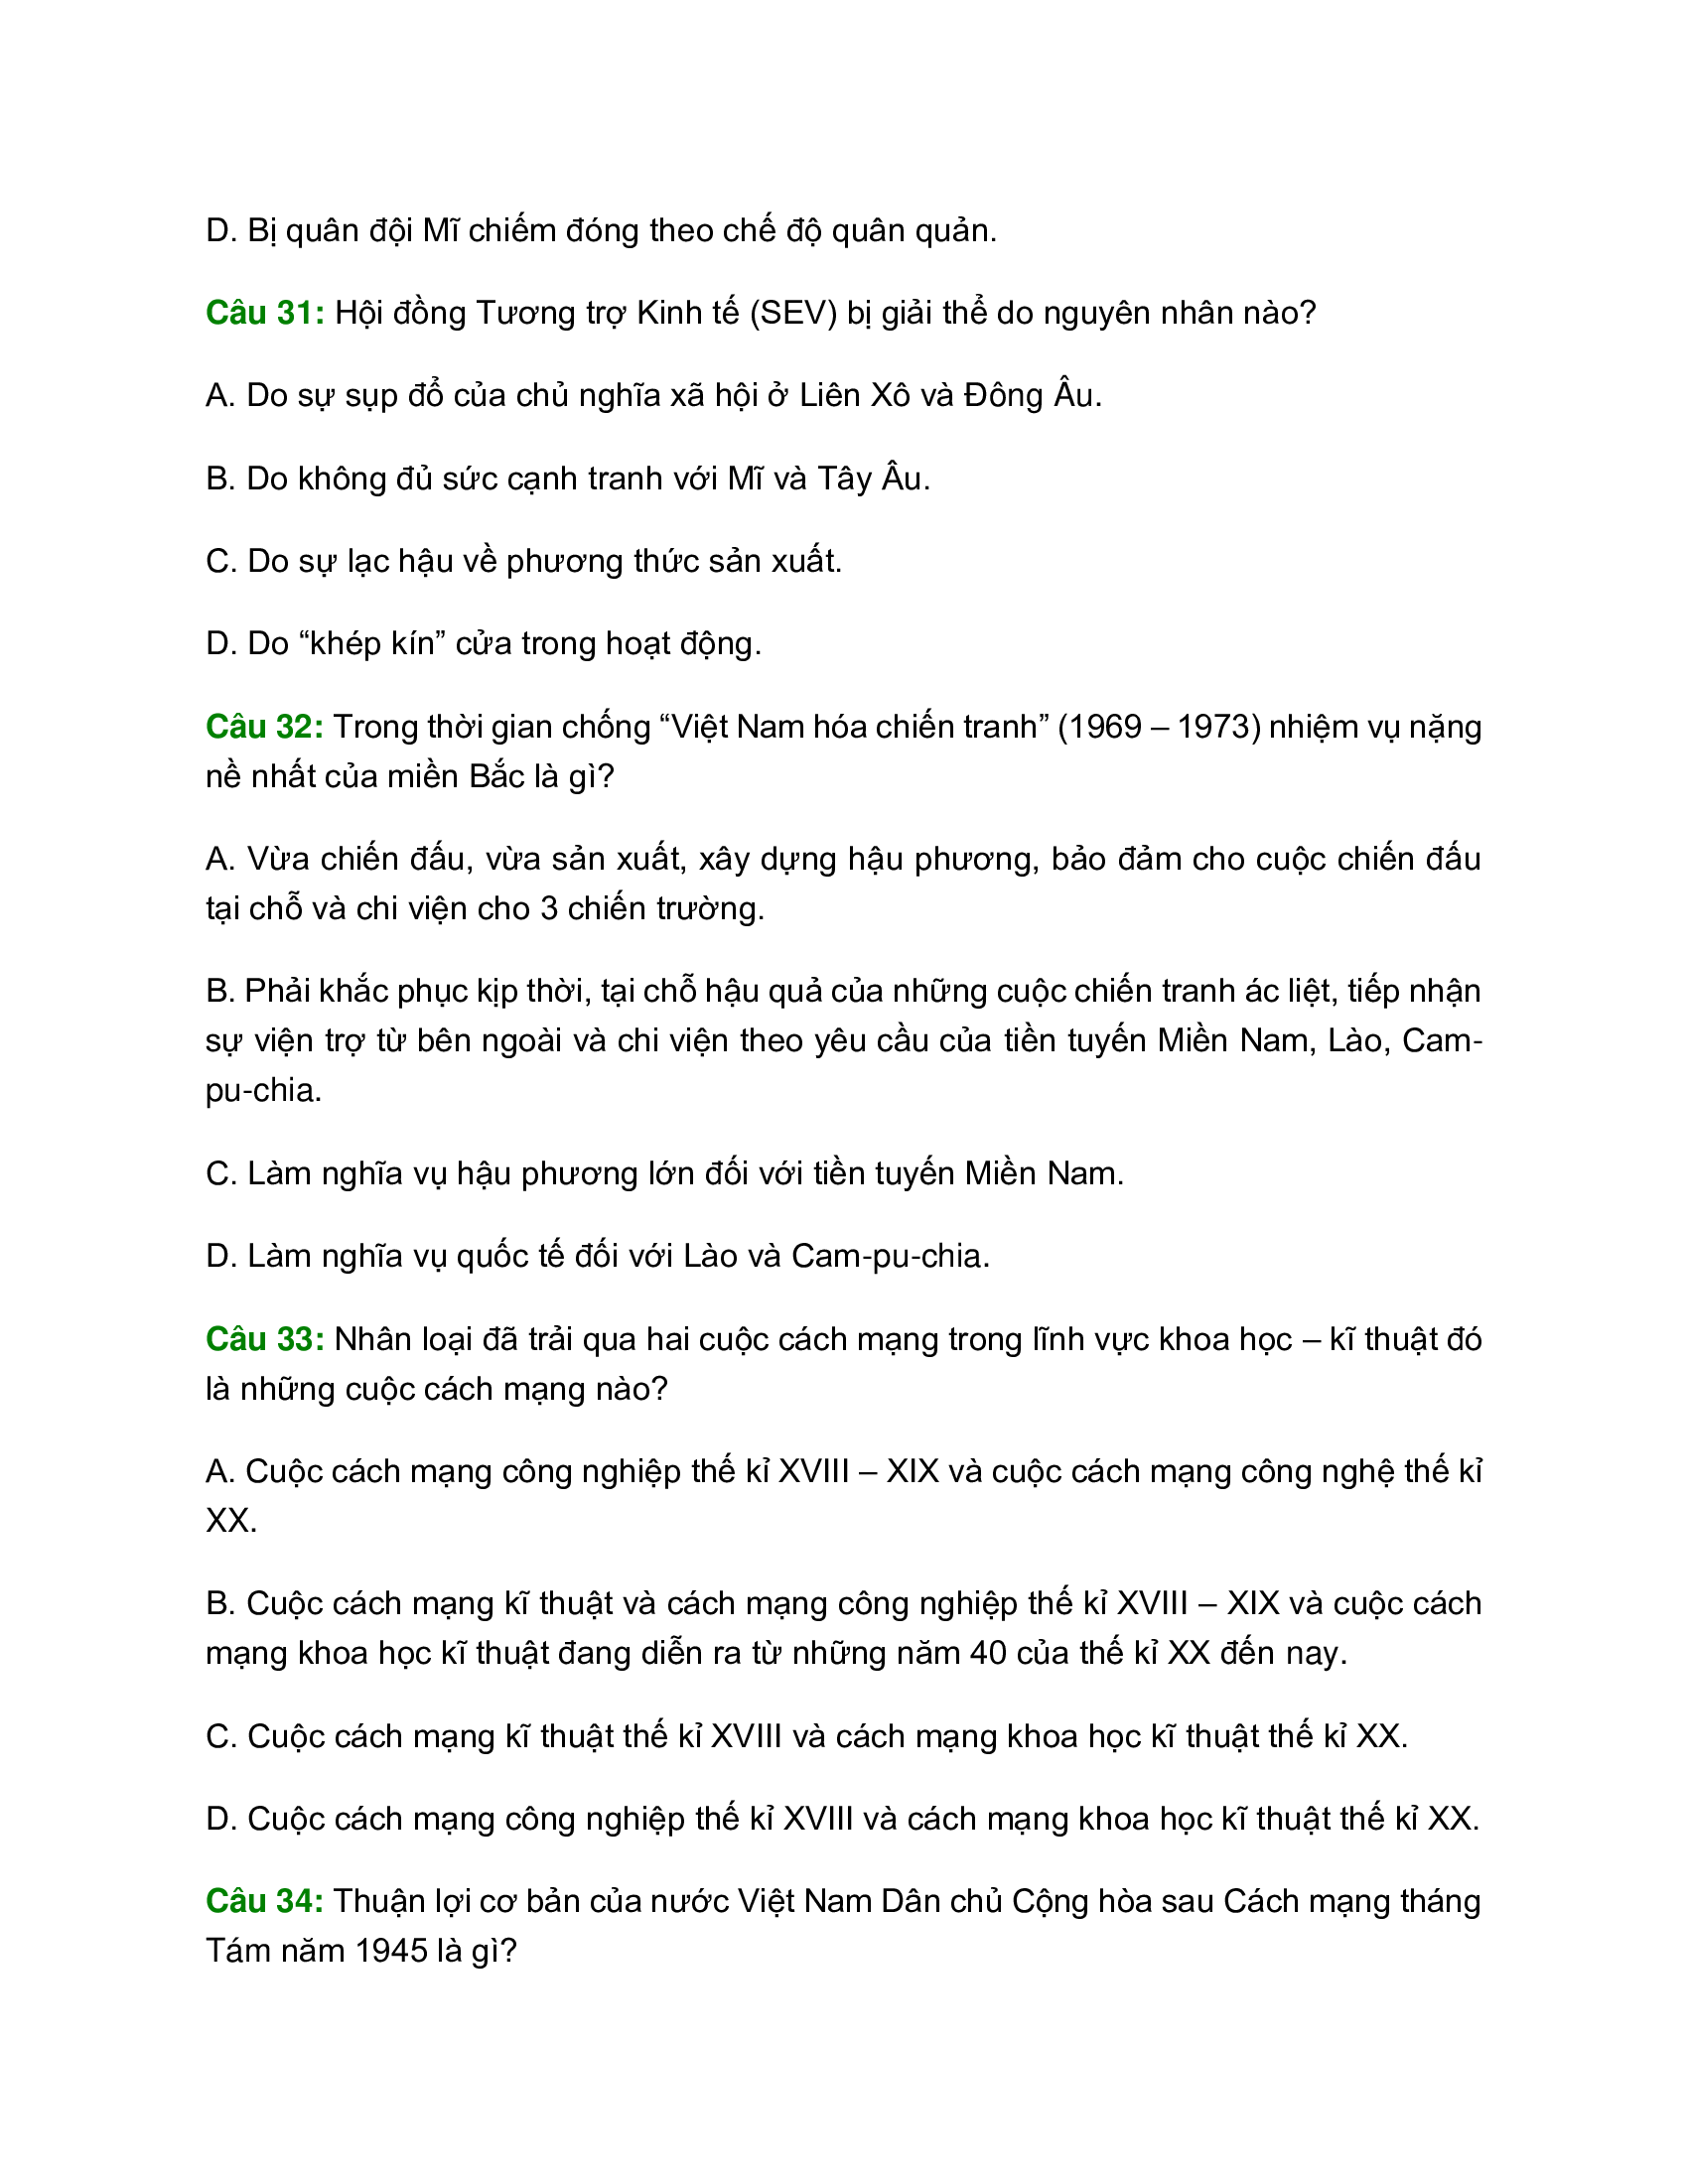 D. Bị quân đội Mĩ chiếm đóng theo chế độ quân quản.
Câu 31: Hội đồng Tương trợ Kinh tế (SEV) bị giải thể do nguyên nhân nào?
A. Do sự sụp đổ của chủ nghĩa xã hội ở Liên Xô và Đông Âu.
B. Do không đủ sức cạnh tranh với Mĩ và Tây Âu.
C. Do sự lạc hậu về phương thức sản xuất.
D. Do “khép kín” cửa trong hoạt động.
Câu 32: Trong thời gian chống “Việt Nam hóa chiến tranh” (1969 – 1973) nhiệm vụ nặng
nề nhất của miền Bắc là gì?
A. Vừa chiến đấu, vừa sản xuất, xây dựng hậu phương, bảo đảm cho cuộc chiến đấu
tại chỗ và chi viện cho 3 chiến trường.
B. Phải khắc phục kịp thời, tại chỗ hậu quả của những cuộc chiến tranh ác liệt, tiếp nhận
sự viện trợ từ bên ngoài và chi viện theo yêu cầu của tiền tuyến Miền Nam, Lào, Cam-
pu-chia.
C. Làm nghĩa vụ hậu phương lớn đối với tiền tuyến Miền Nam.
D. Làm nghĩa vụ quốc tế đối với Lào và Cam-pu-chia.
Câu 33: Nhân loại đã trải qua hai cuộc cách mạng trong lĩnh vực khoa học – kĩ thuật đó
là những cuộc cách mạng nào?
A. Cuộc cách mạng công nghiệp thế kỉ XVIII – XIX và cuộc cách mạng công nghệ thế kỉ
XX.
B. Cuộc cách mạng kĩ thuật và cách mạng công nghiệp thế kỉ XVIII – XIX và cuộc cách
mạng khoa học kĩ thuật đang diễn ra từ những năm 40 của thế kỉ XX đến nay.
C. Cuộc cách mạng kĩ thuật thế kỉ XVIII và cách mạng khoa học kĩ thuật thế kỉ XX.
D. Cuộc cách mạng công nghiệp thế kỉ XVIII và cách mạng khoa học kĩ thuật thế kỉ XX.
Câu 34: Thuận lợi cơ bản của nước Việt Nam Dân chủ Cộng hòa sau Cách mạng tháng
Tám năm 1945 là gì?